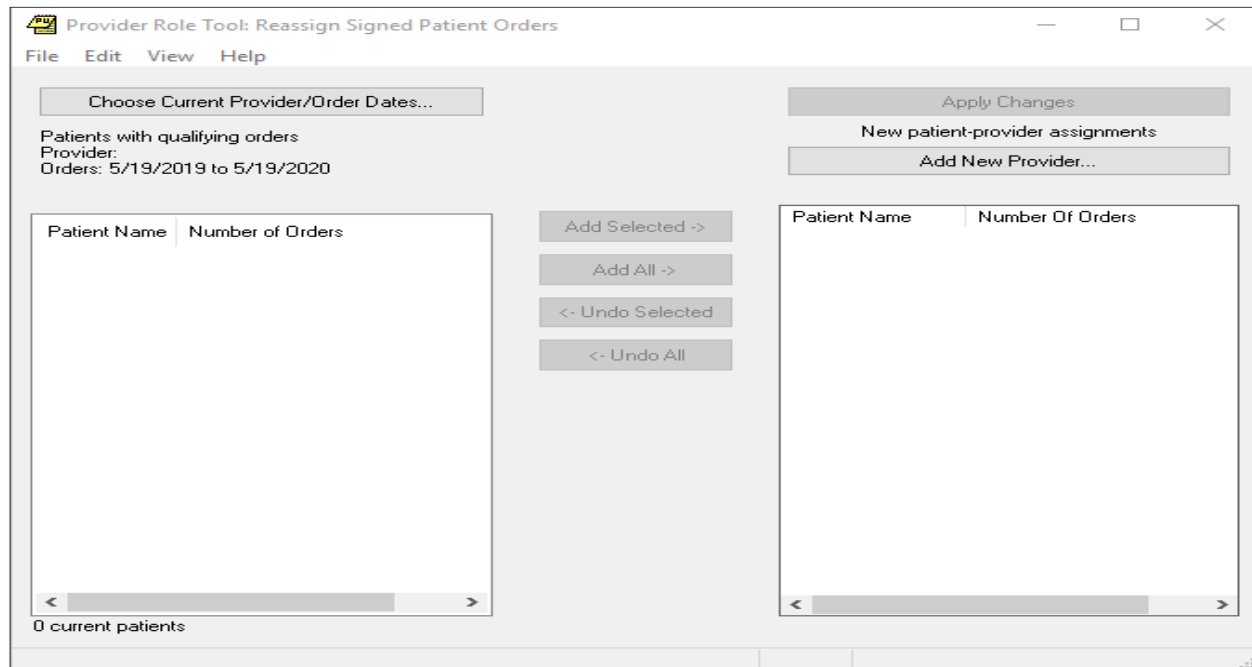 Provider Role Tool: Reassign Signed Patient Orders
File Edit View Help
Choose Current Provider/Order Dates...
Patients with qualifying orders
Provider:
Orders: 5/19/2019 to 5/19/2020
Patient Name Number of Orders
0 current patients
Add Selected ->
Add All ->
<- Undo Selected
<- Undo All
Apply Changes
New patient-provider assignments
Add New Provider...
Patient Name Number Of Orders